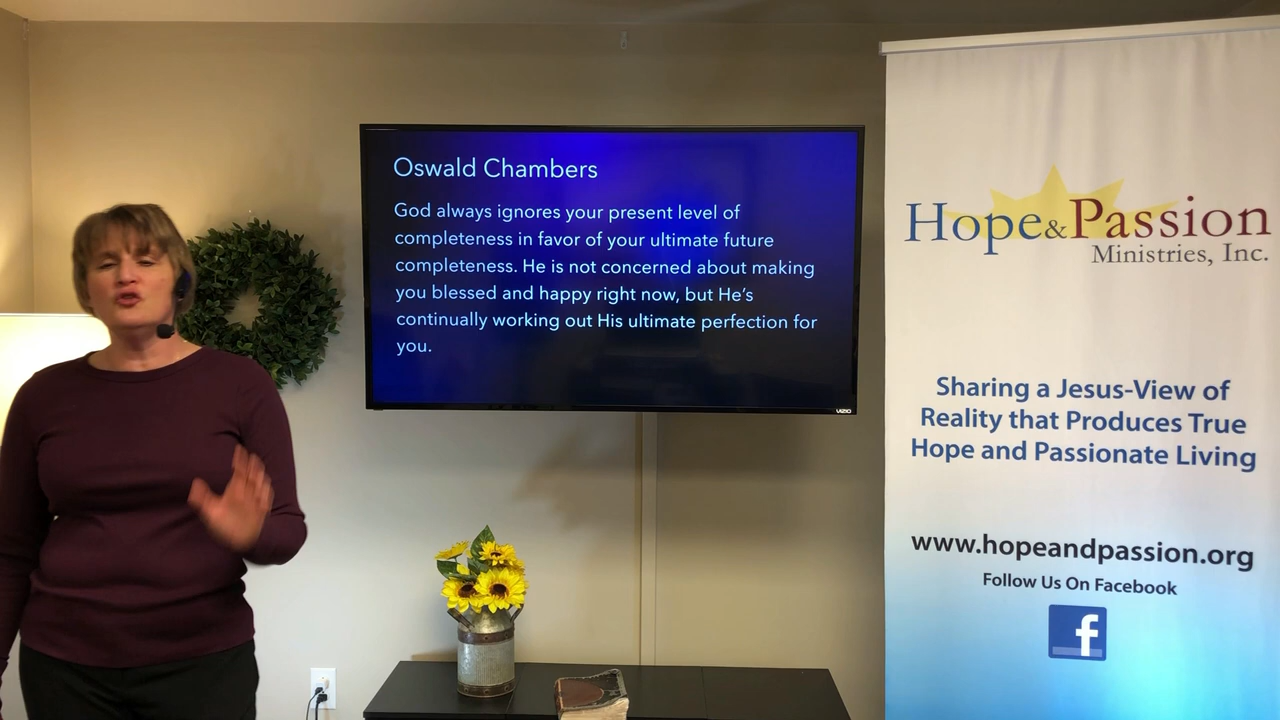 Oswald Chambers
God always ignores your present level of
completeness in favor of your ultimate future
completeness. He is not concerned about making
you blessed and happy right now, but He's
continually working out His ultimate perfection for
you.
VIZIO
Hope&Passion
Ministries, Inc.
Sharing a Jesus-View of
Reality that Produces True
Hope and Passionate Living
www.hopeandpassion.org
Follow Us On Facebook
f